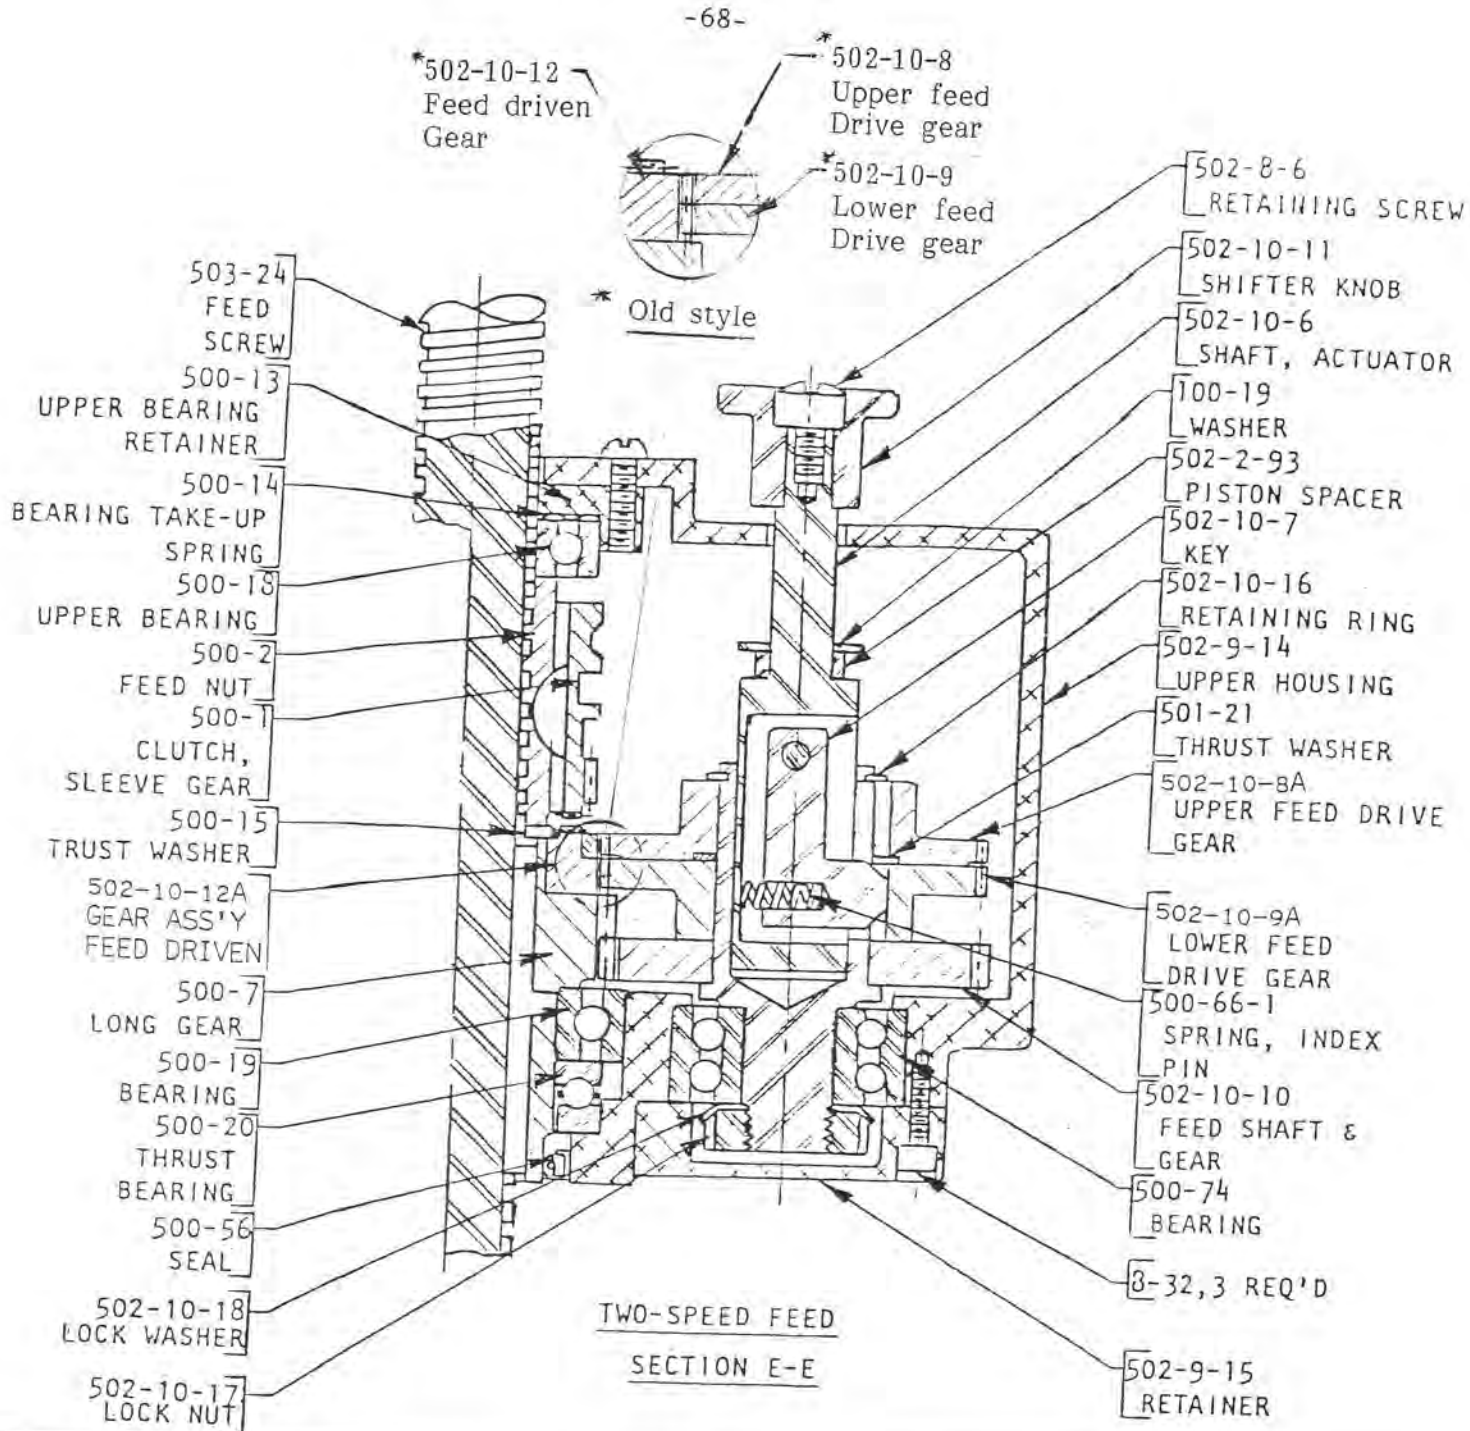 -68-
*502-10-12
Feed driven
Gear
*502-10-8
Upper feed
Drive gear
*502-10-9
Lower feed
Drive gear
* Old style
503-24
FEED
SCREW
500-13
UPPER BEARING
RETAINER
500-14
BEARING TAKE-UP
SPRING
500-18
UPPER BEARING
500-2
FEED NUT
500-1
CLUTCH,
SLEEVE GEAR
500-15
TRUST WASHER
502-10-12A
GEAR ASS'Y
FEED DRIVEN
500-7
LONG GEAR
500-19
BEARING
500-20
THRUST
BEARING
500-56
SEAL
502-10-18
LOCK WASHER
502-10-17
LOCK NUT
502-8-6
RETAINING SCREW
502-10-11
SHIFTER KNOB
502-10-6
SHAFT, ACTUATOR
100-19
WASHER
502-2-93
PISTON SPACER
502-10-7
KEY
502-10-16
RETAINING RING
502-9-14
UPPER HOUSING
501-21
THRUST WASHER
502-10-8A
UPPER FEED DRIVE
GEAR
502-10-9A
LOWER FEED
DRIVE GEAR
500-66-1
SPRING, INDEX
PIN
502-10-10
FEED SHAFT &
GEAR
500-74
BEARING
8-32,3 REQ'D
502-9-15
RETAINER
TWO-SPEED FEED
SECTION E-E